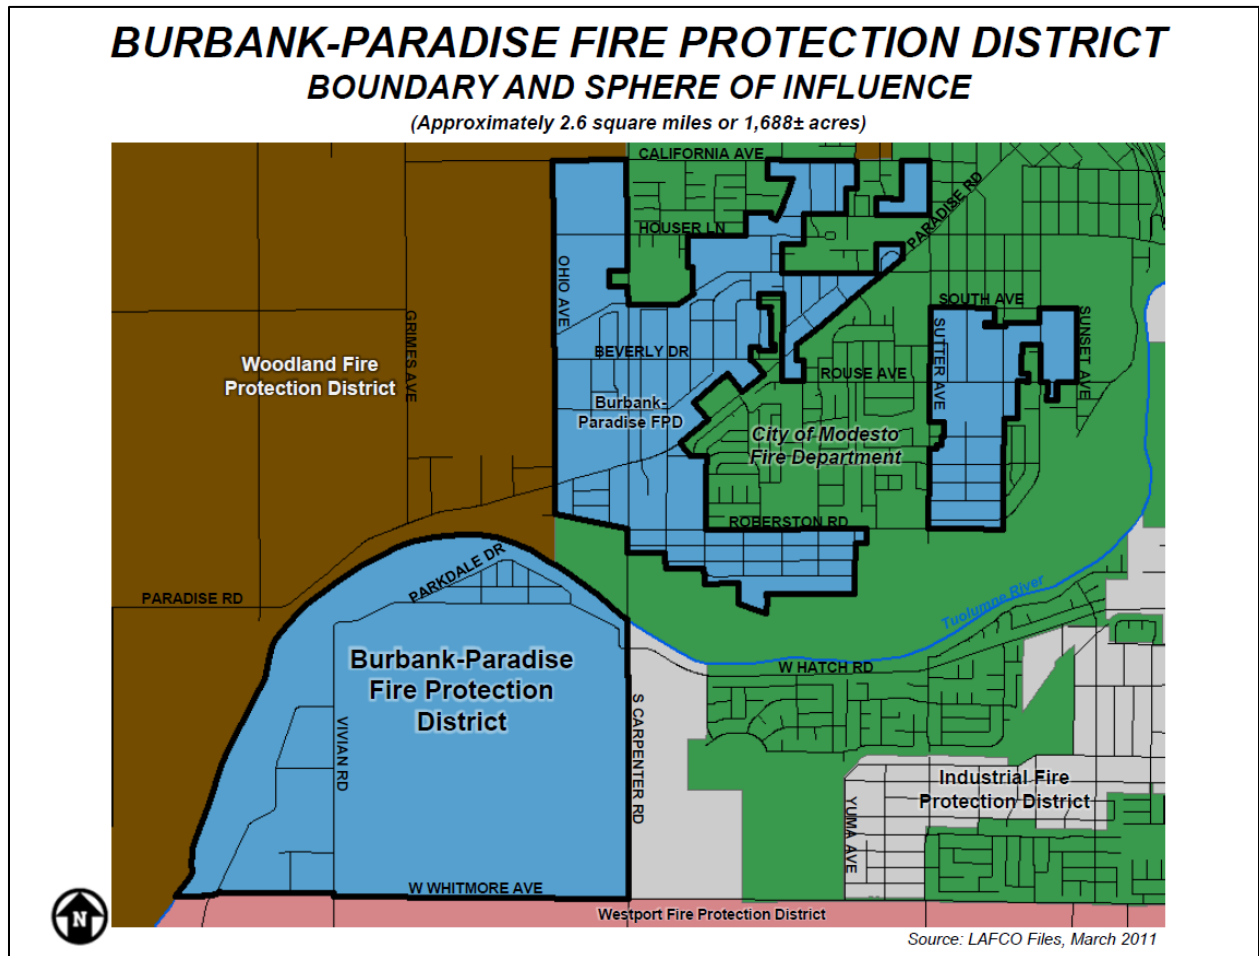 BURBANK-PARADISE FIRE PROTECTION DISTRICT
BOUNDARY AND SPHERE OF INFLUENCE
(Approximately 2.6 square miles or 1,688± acres)
CALIFORNIA AVE
PARADISE RD
HOUSER LN
OHIO AVE
GRIMES AVE
SOUTH AVE
SUTTER AVE
SUNSET AVE
BEVERLY DR
ROUSE AVE
Woodland Fire
Protection District
Burbank-
Paradise FPD
City of Modesto
Fire Department
ROBERSTON RD
PARKDALE DR
PARADISE RD
Tuolumne River
W HATCH RD
Burbank-Paradise
Fire Protection
District
VIVIAN RD
S CARPENTER RD
Industrial Fire
Protection District
YUMA AVE
W WHITMORE AVE
Westport Fire Protection District
N
Source: LAFCO Files, March 2011